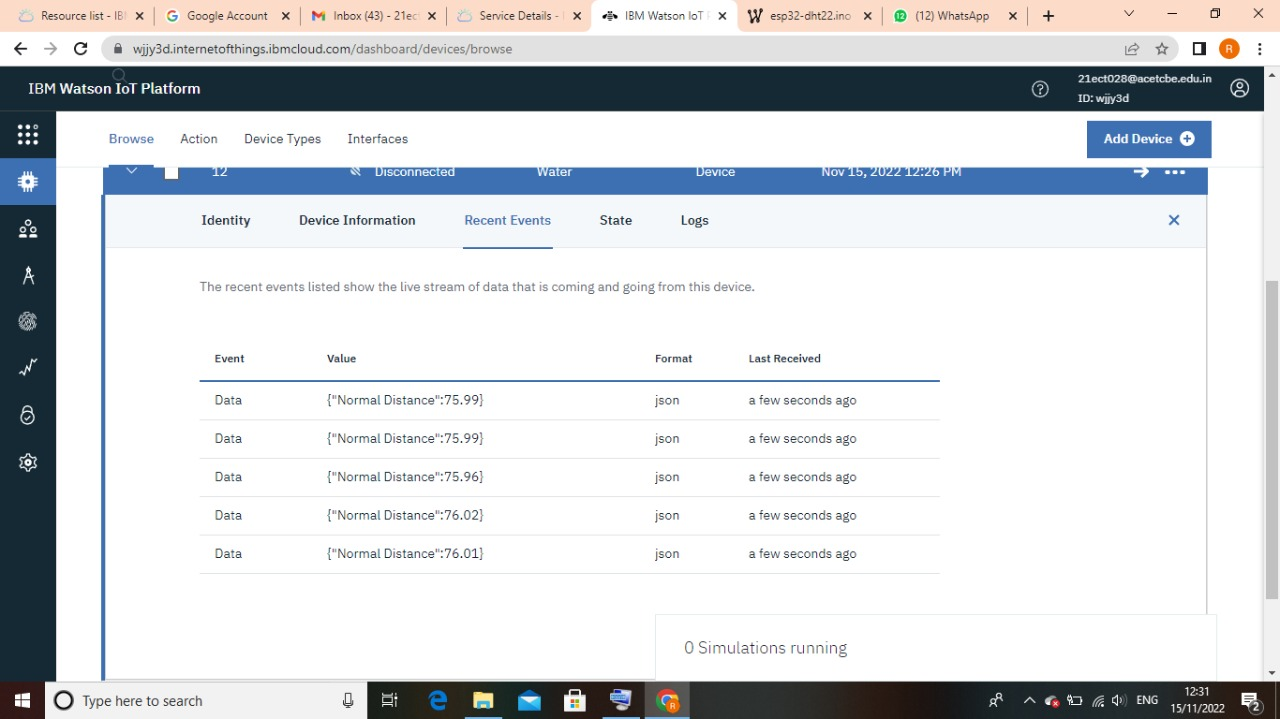 Resource list - IB
Google Account
Inbox (43) - 21ect
Service Details -
IBM Watson IoT P
esp32-dht22.ino
(12) WhatsApp
wjjy3d.internetofthings.ibmcloud.com/dashboard/devices/browse
R
IBM Watson IoT Platform
21ect028@acetcbe.edu.in
ID: wjjy3d
Browse Action Device Types Interfaces
Add Device
12 Disconnected Water Device Nov 15, 2022 12:26 PM
Identity Device Information Recent Events State Logs
The recent events listed show the live stream of data that is coming and going from this device.
Event Value Format Last Received
Data {"Normal Distance":75.99} json a few seconds ago
Data {"Normal Distance":75.99} json a few seconds ago
Data {"Normal Distance":75.96} json a few seconds ago
Data {"Normal Distance":76.02} json a few seconds ago
Data {"Normal Distance":76.01} json a few seconds ago
0 Simulations running
Type here to search
ENG
12:31
15/11/2022
2